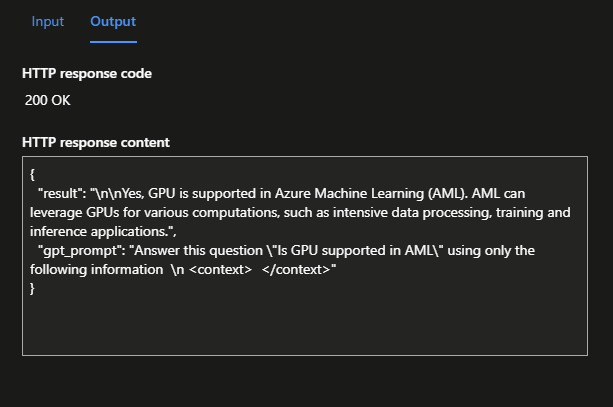 Input Output
HTTP response code
200 OK
HTTP response content
{
"result": "\n\nYes, GPU is supported in Azure Machine Learning (AML). AML can
leverage GPUs for various computations, such as intensive data processing, training and
inference applications.",
"gpt_prompt": "Answer this question \"Is GPU supported in AML\" using only the
following information  \n <context>  </context>"
}